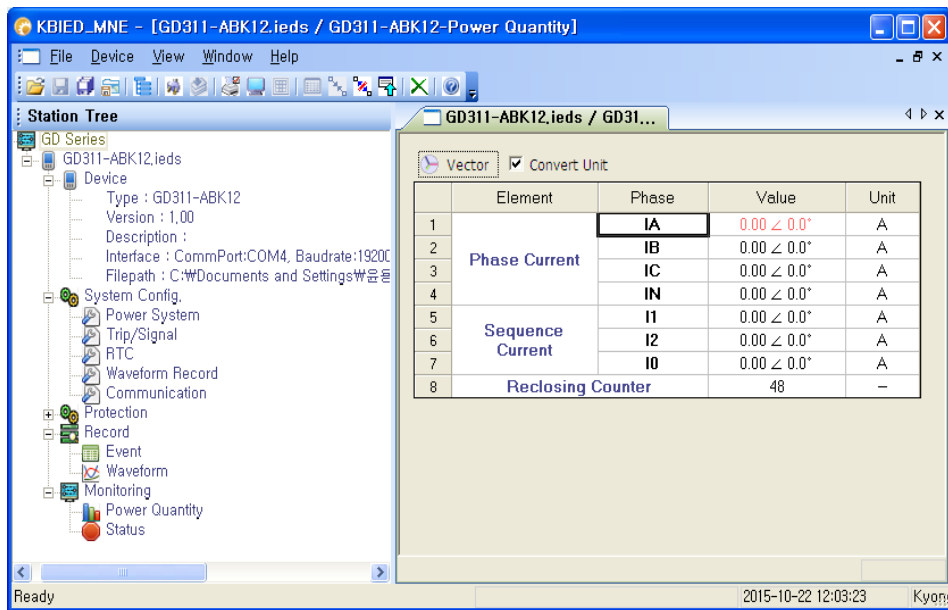 KBIED_MNE - [GD311-ABK12.ieds / GD311-ABK12-Power Quantity]
File Device View Window Help
Station Tree
GD Series
GD311-ABK12.ieds
Device
Type : GD311-ABK12
Version : 1.00
Description :
Interface : CommPort:COM4, Baudrate:1920
Filepath : C:₩Documents and Settings₩윤
System Config.
Power System
Trip/Signal
RTC
Waveform Record
Communication
Protection
Record
Event
Waveform
Monitoring
Power Quantity
Status
GD311-ABK12.ieds / GD31...
Vector Convert Unit
Element Phase Value Unit
1 Phase Current IA 0.00 ∠ 0.0° A
2 IB 0.00 ∠ 0.0° A
3 IC 0.00 ∠ 0.0° A
4 IN 0.00 ∠ 0.0° A
5 Sequence Current I1 0.00 ∠ 0.0° A
6 I2 0.00 ∠ 0.0° A
7 I0 0.00 ∠ 0.0° A
8 Reclosing Counter 48 -
Ready 2015-10-22 12:03:23 Kyon